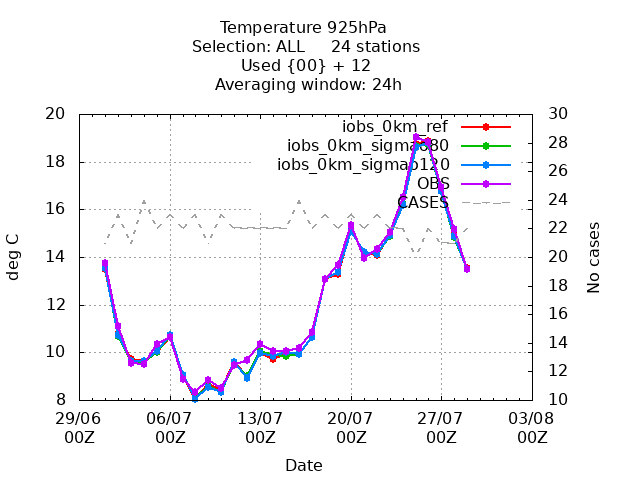 Temperature 925hPa
Selection: ALL     24 stations
Used {00} + 12
Averaging window: 24h
iobs_0km_ref
iobs_0km_sigmao80
iobs_0km_sigmap120
OBS
CASES
deg C
20
18
16
14
12
10
8
No cases
30
28
26
24
22
20
18
16
14
12
10
29/06 06/07 13/07 20/07 27/07 03/08
00Z 00Z 00Z 00Z 00Z 00Z
Date